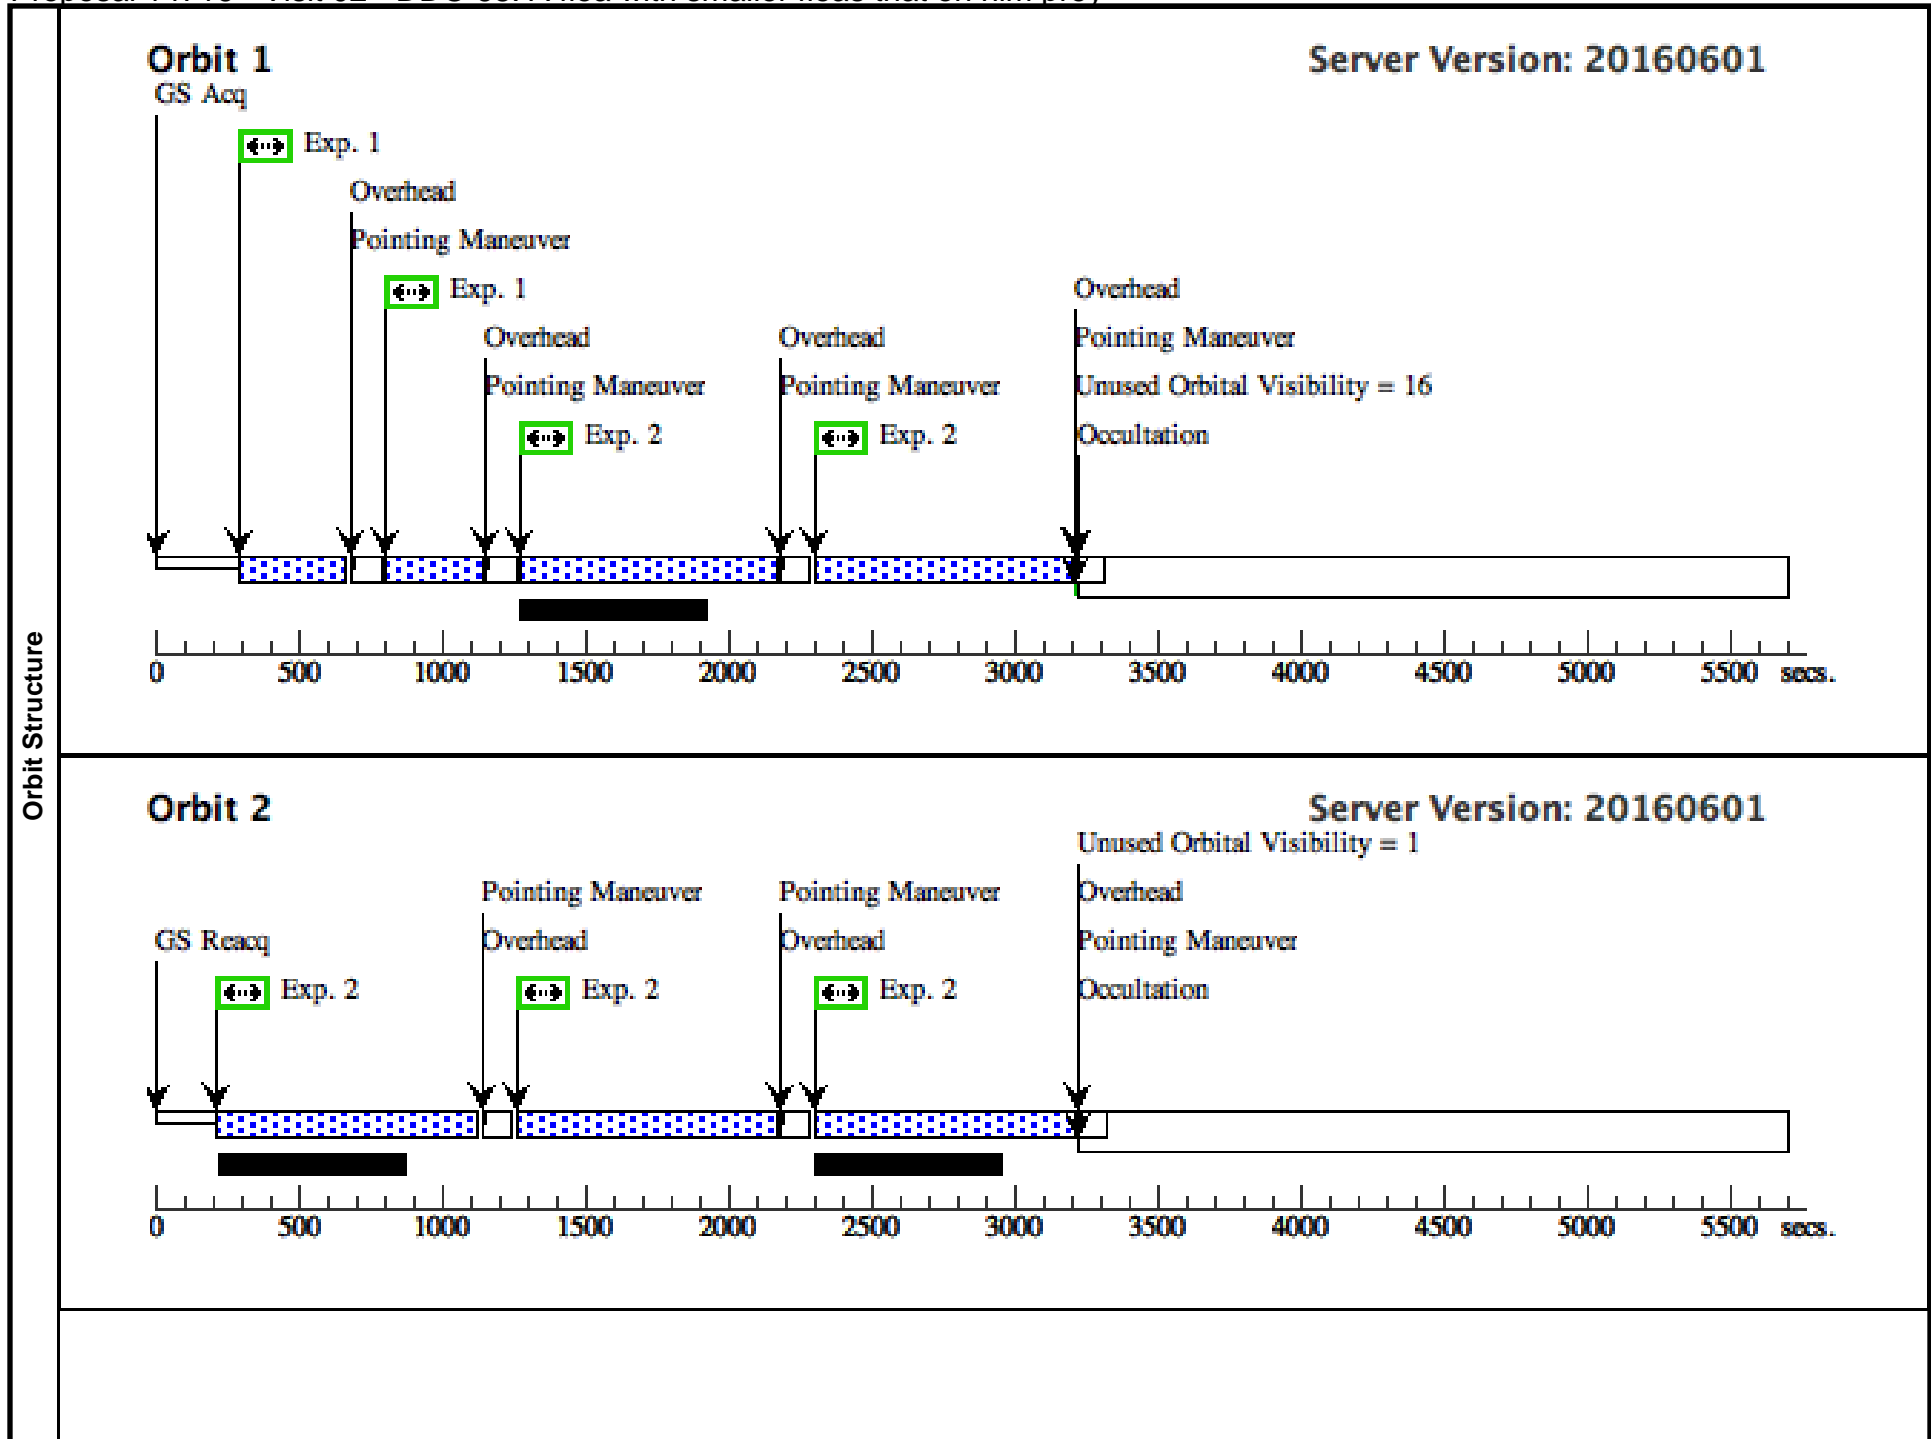 Orbit Structure
Orbit 1
Server Version: 20160601
GS Acq
Exp. 1
Overhead
Pointing Maneuver
Exp. 1
Overhead
Pointing Maneuver
Exp. 2
Overhead
Pointing Maneuver
Exp. 2
Overhead
Pointing Maneuver
Unused Orbital Visibility = 16
Occultation
0 500 1000 1500 2000 2500 3000 3500 4000 4500 5000 5500 secs.
Orbit 2
Server Version: 20160601
GS Reacq
Exp. 2
Pointing Maneuver
Overhead
Exp. 2
Pointing Maneuver
Overhead
Exp. 2
Unused Orbital Visibility = 1
Overhead
Pointing Maneuver
Occultation
0 500 1000 1500 2000 2500 3000 3500 4000 4500 5000 5500 secs.